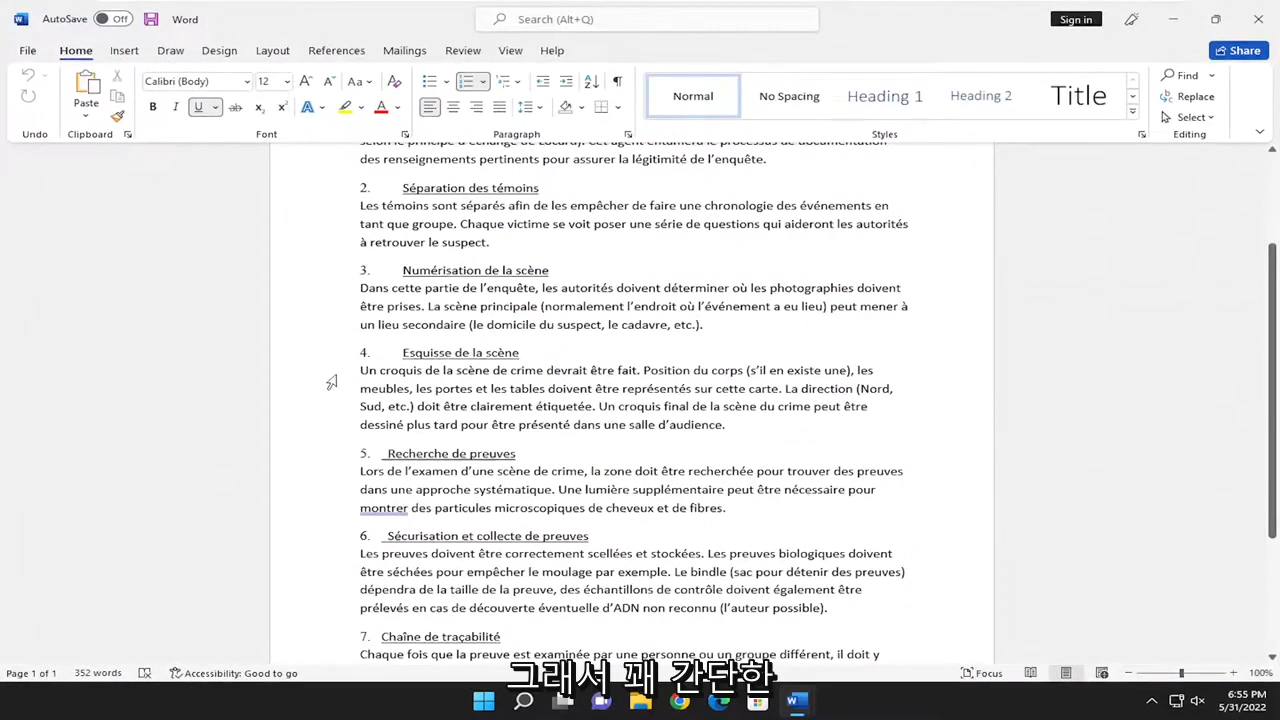 AutoSave Off Word Search (Alt+Q) Sign in
File Home Insert Draw Design Layout References Mailings Review View Help Share
Paste Calibri (Body) 12 Aa A A Normal No Spacing Heading 1 Heading 2 Title Find
B I U ab x₂ x² A A Replace
Select
Undo Clipboard Font Paragraph Styles Editing
des renseignements pertinents pour assurer la légitimité de l'enquête.
2. Séparation des témoins
Les témoins sont séparés afin de les empêcher de faire une chronologie des événements en
tant que groupe. Chaque victime se voit poser une série de questions qui aideront les autorités
à retrouver le suspect.
3. Numérisation de la scène
Dans cette partie de l'enquête, les autorités doivent déterminer où les photographies doivent
être prises. La scène principale (normalement l'endroit où l'événement a eu lieu) peut mener à
un lieu secondaire (le domicile du suspect, le cadavre, etc.).
4. Esquisse de la scène
Un croquis de la scène de crime devrait être fait. Position du corps (s'il en existe une), les
meubles, les portes et les tables doivent être représentés sur cette carte. La direction (Nord,
Sud, etc.) doit être clairement étiquetée. Un croquis final de la scène du crime peut être
dessiné plus tard pour être présenté dans une salle d'audience.
5. Recherche de preuves
Lors de l'examen d'une scène de crime, la zone doit être recherchée pour trouver des preuves
dans une approche systématique. Une lumière supplémentaire peut être nécessaire pour
montrer des particules microscopiques de cheveux et de fibres.
6. Sécurisation et collecte de preuves
Les preuves doivent être correctement scellées et stockées. Les preuves biologiques doivent
être séchées pour empêcher le moulage par exemple. Le bindle (sac pour détenir des preuves)
dépendra de la taille de la preuve, des échantillons de contrôle doivent également être
prélevés en cas de découverte éventuelle d'ADN non reconnu (l'auteur possible).
7. Chaîne de traçabilité
Chaque fois que la preuve est examinée par une personne ou un groupe différent, il doit y
그래서 꽤 간단한
Page 1 of 1 352 words Accessibility: Good to go Focus 100%
6:55 PM
5/31/2022